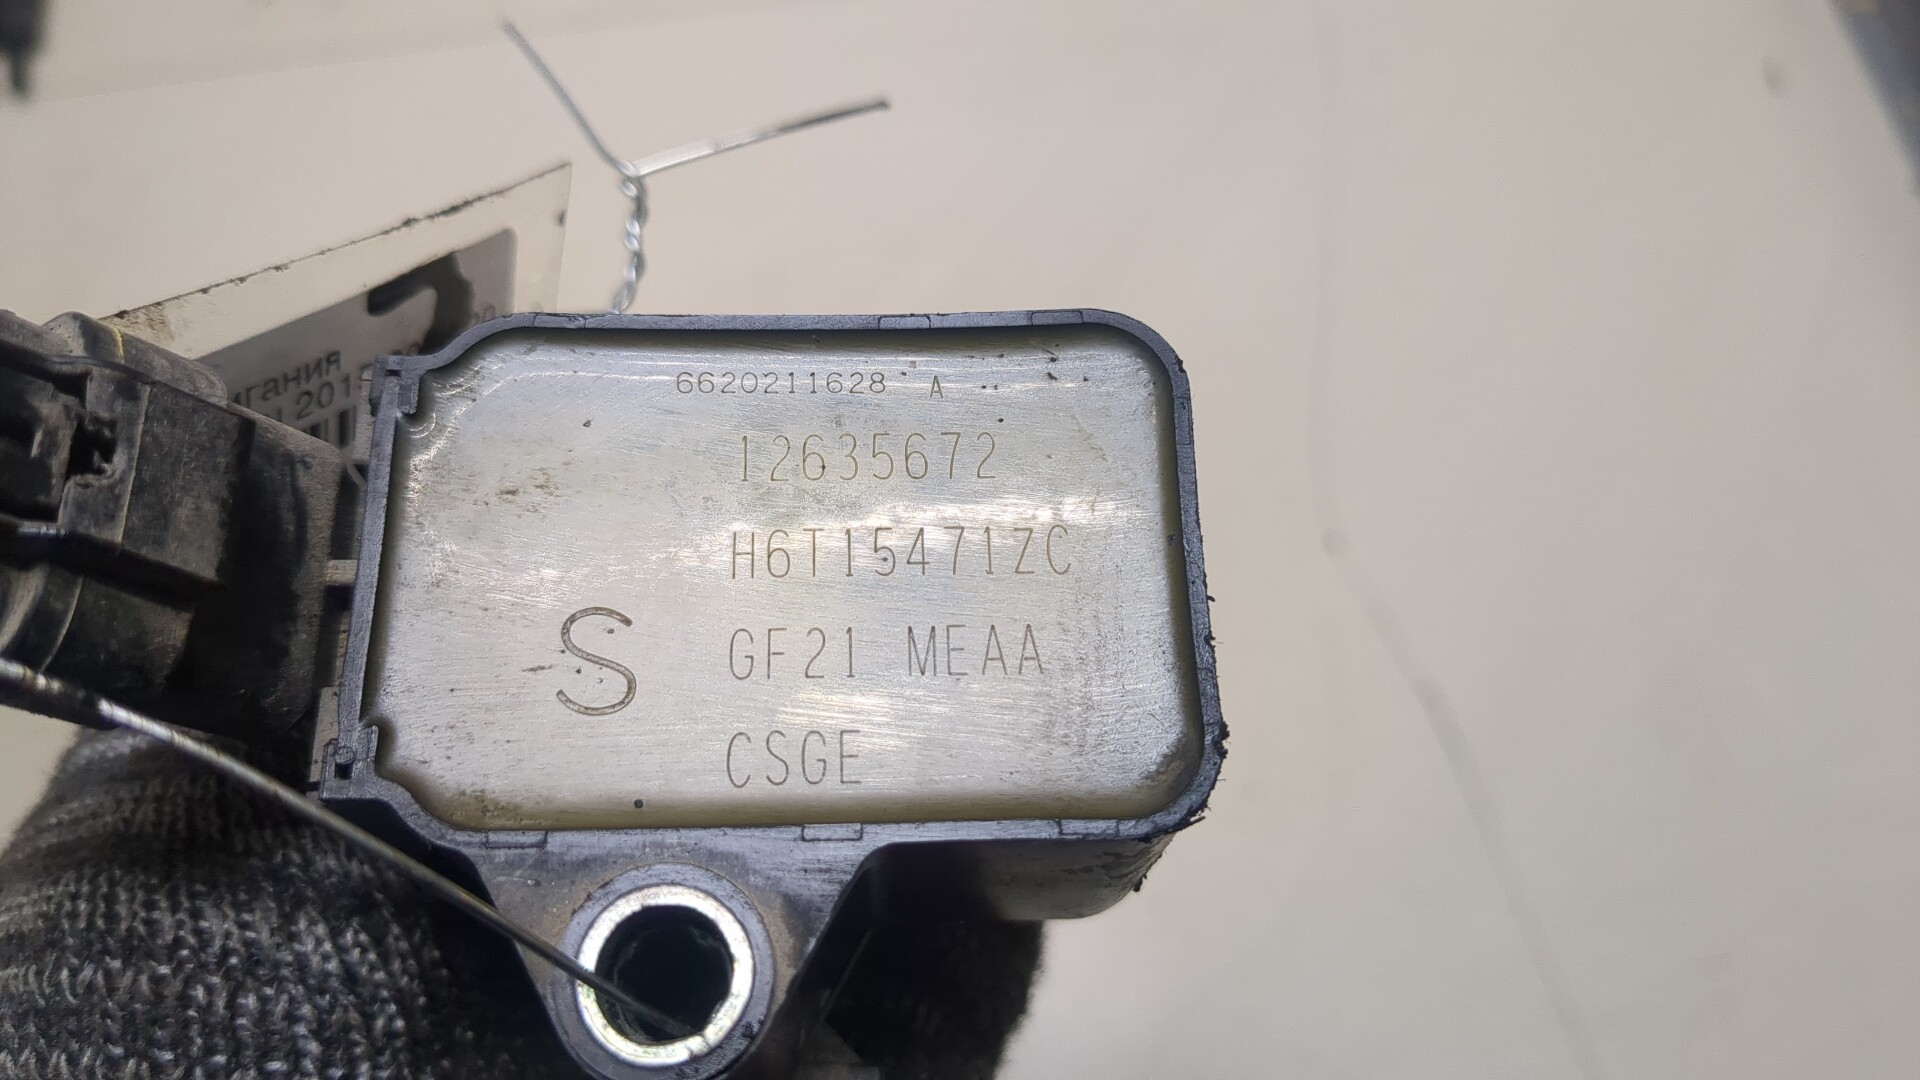 6620211628 A
12635672
H6T15471ZC
S
GF21 MEAA
CSGE